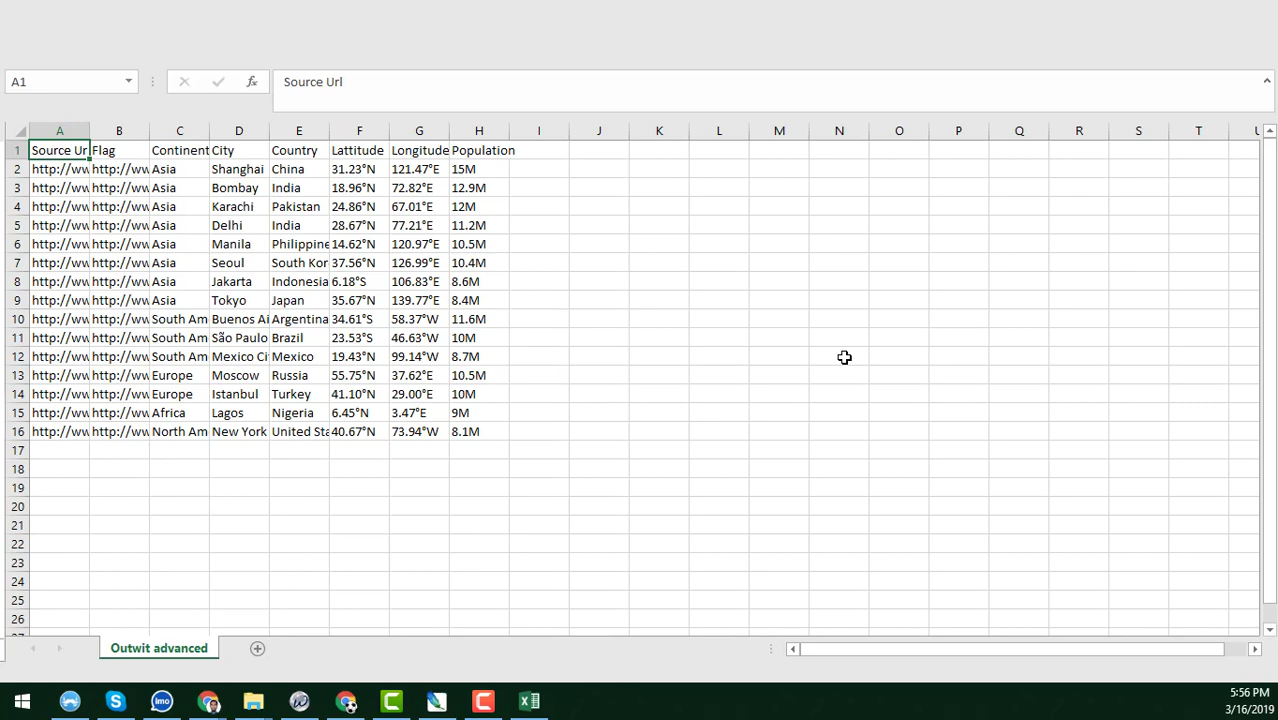 A1 Source Url
A B C D E F G H I J K L M N O P Q R S T U
1 Source Ur Flag Continent City Country Lattitude Longitude Population
2 http://ww http://ww Asia Shanghai China 31.23°N 121.47°E 15M
3 http://ww http://ww Asia Bombay India 18.96°N 72.82°E 12.9M
4 http://ww http://ww Asia Karachi Pakistan 24.86°N 67.01°E 12M
5 http://ww http://ww Asia Delhi India 28.67°N 77.21°E 11.2M
6 http://ww http://ww Asia Manila Philippine 14.62°N 120.97°E 10.5M
7 http://ww http://ww Asia Seoul South Kor 37.56°N 126.99°E 10.4M
8 http://ww http://ww Asia Jakarta Indonesia 6.18°S 106.83°E 8.6M
9 http://ww http://ww Asia Tokyo Japan 35.67°N 139.77°E 8.4M
10 http://ww http://ww South Am Buenos Ai Argentina 34.61°S 58.37°W 11.6M
11 http://ww http://ww South Am São Paulo Brazil 23.53°S 46.63°W 10M
12 http://ww http://ww South Am Mexico Ci Mexico 19.43°N 99.14°W 8.7M
13 http://ww http://ww Europe Moscow Russia 55.75°N 37.62°E 10.5M
14 http://ww http://ww Europe Istanbul Turkey 41.10°N 29.00°E 10M
15 http://ww http://ww Africa Lagos Nigeria 6.45°N 3.47°E 9M
16 http://ww http://ww North Am New York United Sta 40.67°N 73.94°W 8.1M
17
18
19
20
21
22
23
24
25
26
27
Outwit advanced
5:56 PM
3/16/2019